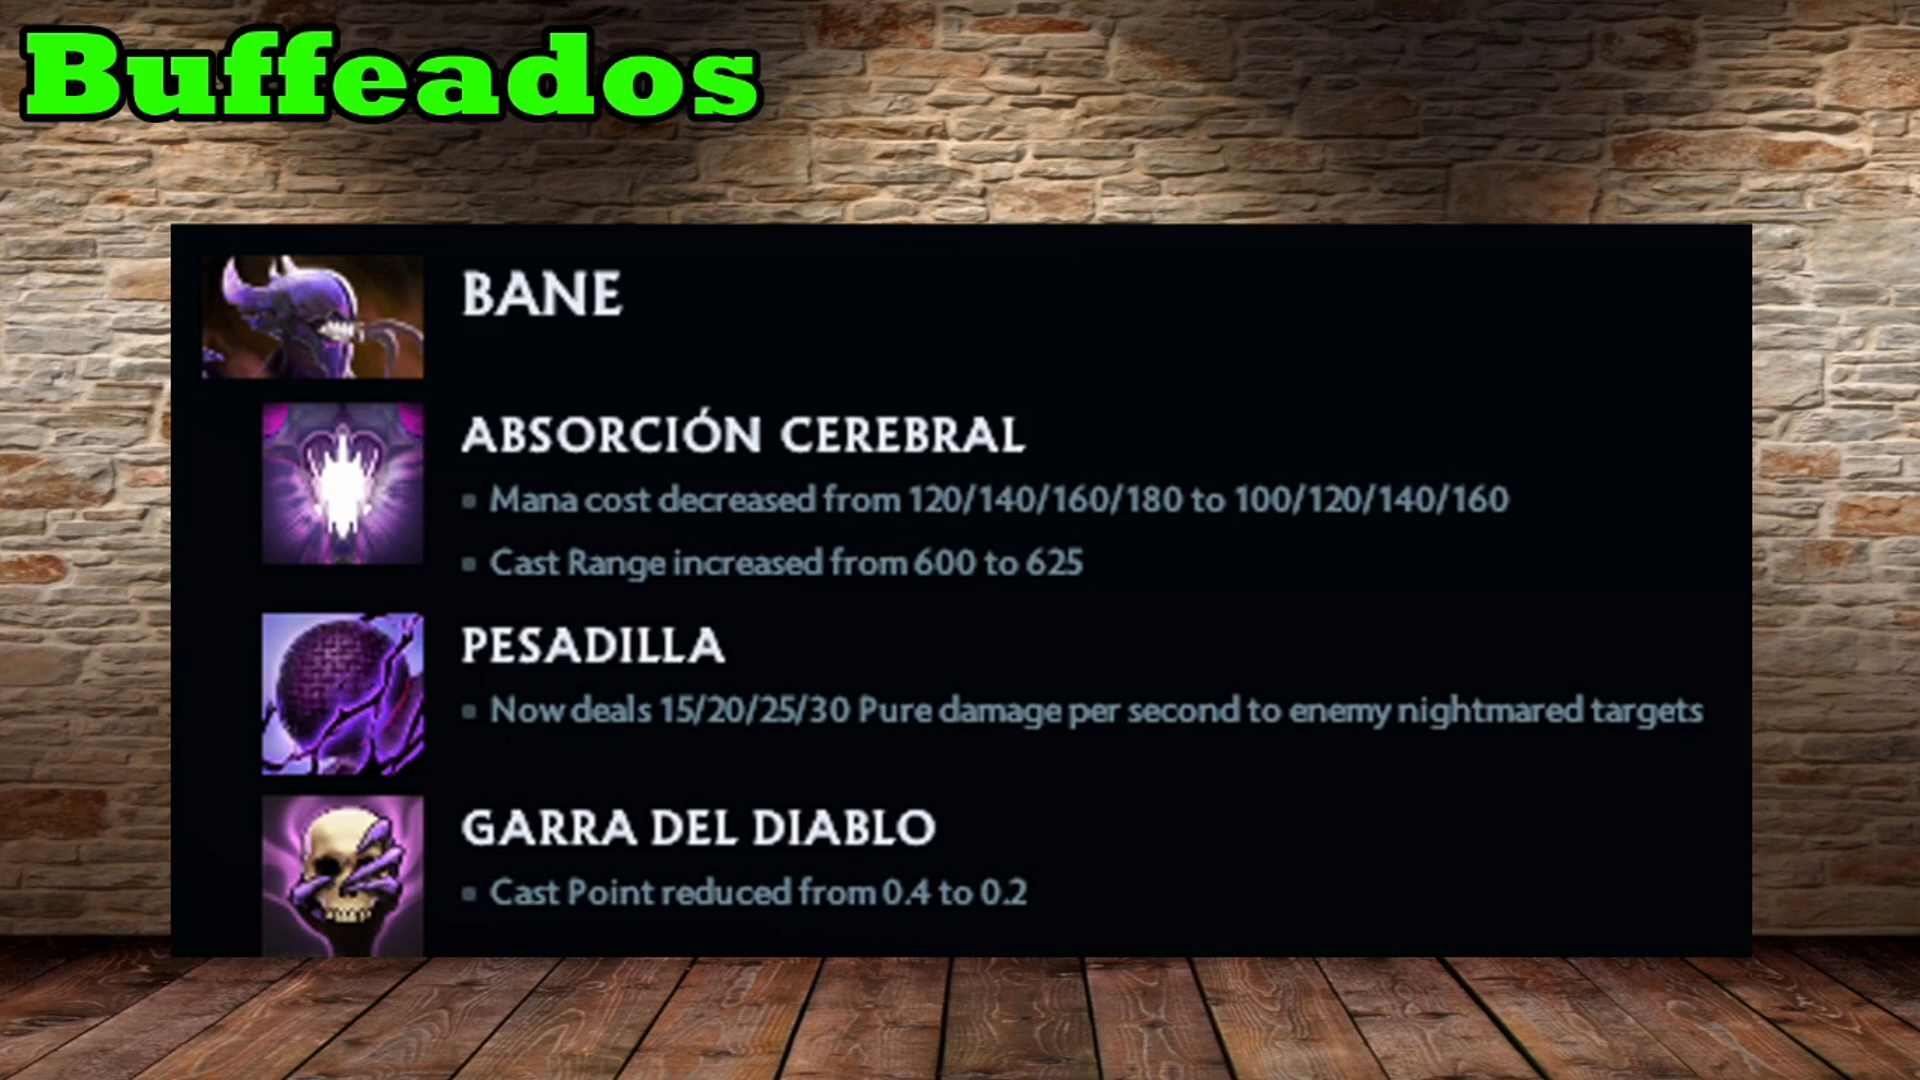 Buffeados
BANE
ABSORCIÓN CEREBRAL
Mana cost decreased from 120/140/160/180 to 100/120/140/160
Cast Range increased from 600 to 625
PESADILLA
Now deals 15/20/25/30 Pure damage per second to enemy nightmared targets
GARRA DEL DIABLO
Cast Point reduced from 0.4 to 0.2